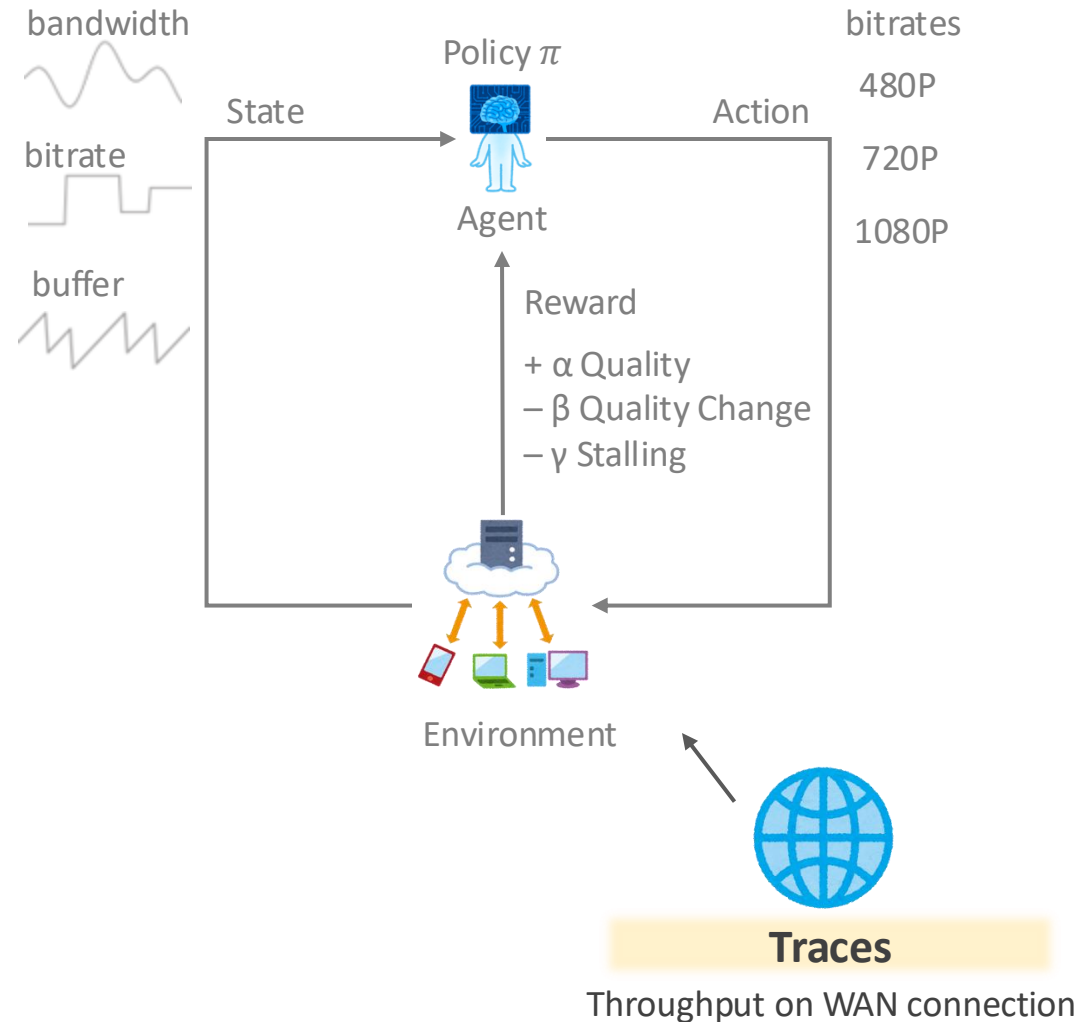 bandwidth
bitrate
buffer
State
Policy π
Agent
Action
bitrates
480P
720P
1080P
Reward
+ α Quality
– β Quality Change
– γ Stalling
Environment
Traces
Throughput on WAN connection